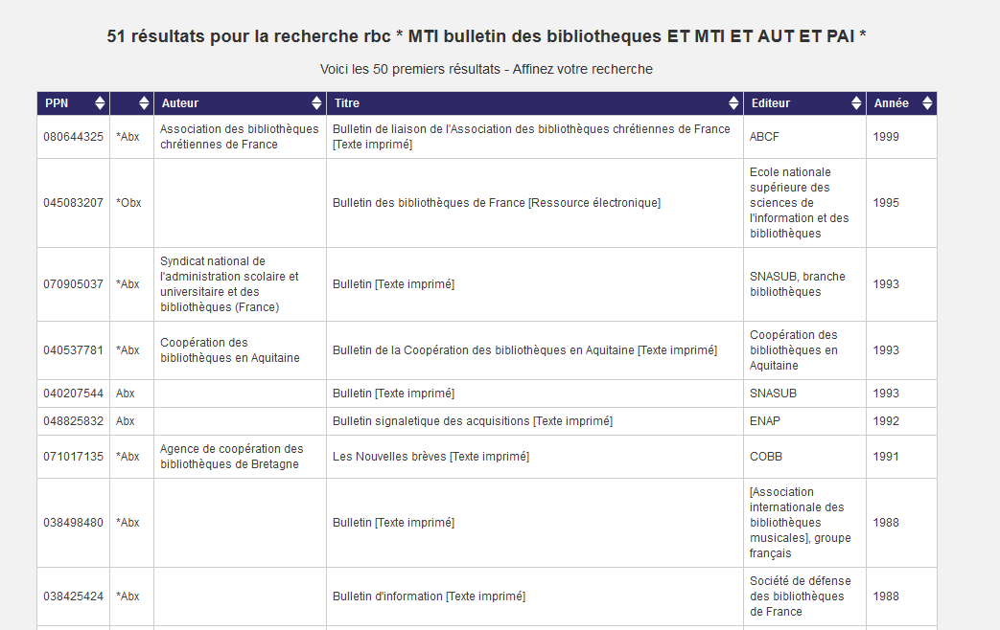 51 résultats pour la recherche rbc * MTI bulletin des bibliotheques ET MTI ET AUT ET PAI *
Voici les 50 premiers résultats - Affinez votre recherche
PPN Auteur Titre Editeur Année
080644325 *Abx Association des bibliothèques chrétiennes de France Bulletin de liaison de l'Association des bibliothèques chrétiennes de France [Texte imprimé] ABCF 1999
045083207 *Obx Bulletin des bibliothèques de France [Ressource électronique] Ecole nationale supérieure des sciences de l'information et des bibliothèques 1995
070905037 *Abx Syndicat national de l'administration scolaire et universitaire et des bibliothèques (France) Bulletin [Texte imprimé] SNASUB, branche bibliothèques 1993
040537781 *Abx Coopération des bibliothèques en Aquitaine Bulletin de la Coopération des bibliothèques en Aquitaine [Texte imprimé] Coopération des bibliothèques en Aquitaine 1993
040207544 Abx Bulletin [Texte imprimé] SNASUB 1993
048825832 Abx Bulletin signaletique des acquisitions [Texte imprimé] ENAP 1992
071017135 *Abx Agence de coopération des bibliothèques de Bretagne Les Nouvelles brèves [Texte imprimé] COBB 1991
038498480 *Abx Bulletin [Texte imprimé] [Association internationale des bibliothèques musicales], groupe français 1988
038425424 *Abx Bulletin d'information [Texte imprimé] Société de défense des bibliothèques de France 1988